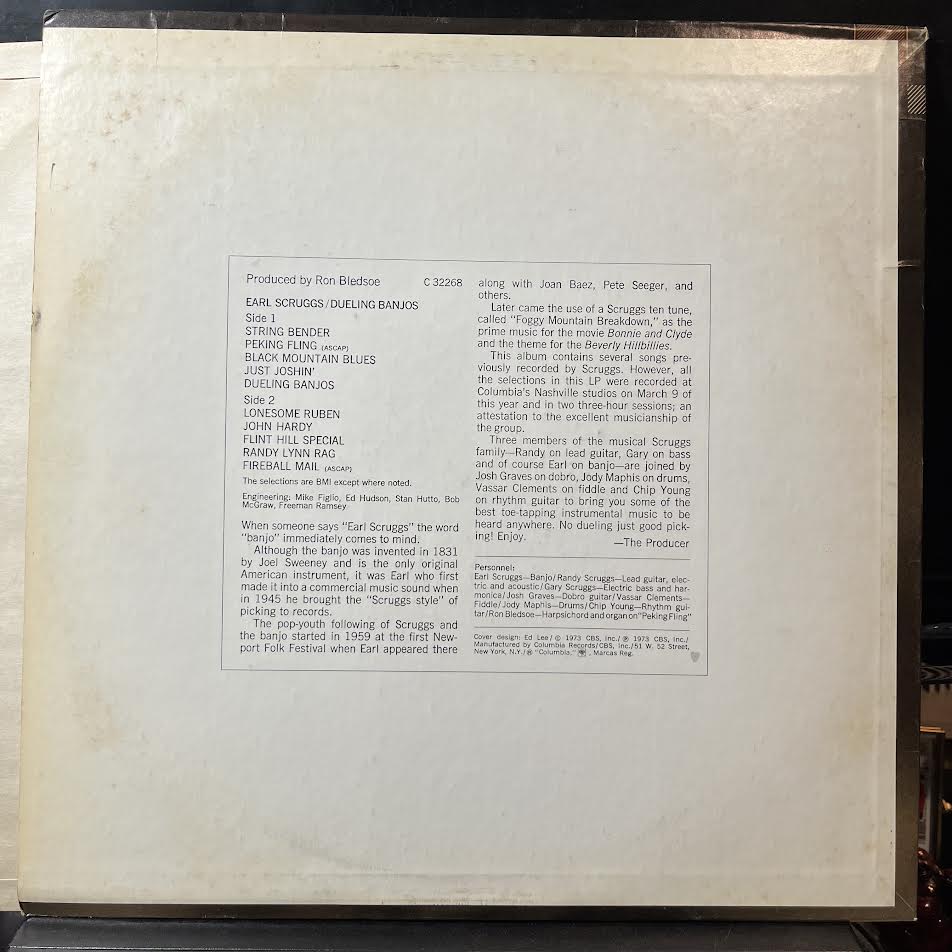 Produced by Ron Bledsoe C 32268
EARL SCRUGGS/DUELING BANJOS
Side 1
STRING BENDER
PEKING FLING (ASCAP)
BLACK MOUNTAIN BLUES
JUST JOSHIN'
DUELING BANJOS
Side 2
LONESOME RUBEN
JOHN HARDY
FLINT HILL SPECIAL
RANDY LYNN RAG
FIREBALL MAIL (ASCAP)
The selections are BMI except where noted.
Engineering: Mike Figlio, Ed Hudson, Stan Hutto, Bob
McGraw, Freeman Ramsey
When someone says "Earl Scruggs" the word
"banjo" immediately comes to mind.
Although the banjo was invented in 1831
by Joel Sweeney and is the only original
American instrument, it was Earl who first
made it into a commercial music sound when
in 1945 he brought the "Scruggs style" of
picking to records.
The pop-youth following of Scruggs and
the banjo started in 1959 at the first New-
port Folk Festival when Earl appeared there
along with Joan Baez, Pete Seeger, and
others.
Later came the use of a Scruggs ten tune,
called "Foggy Mountain Breakdown," as the
prime music for the movie Bonnie and Clyde
and the theme for the Beverly Hillbillies.
This album contains several songs pre-
viously recorded by Scruggs. However, all
the selections in this LP were recorded at
Columbia's Nashville studios on March 9 of
this year and in two three-hour sessions; an
attestation to the excellent musicianship of
the group.
Three members of the musical Scruggs
family—Randy on lead guitar, Gary on bass
and of course Earl on banjo—are joined by
Josh Graves on dobro, Jody Maphis on drums,
Vassar Clements on fiddle and Chip Young
on rhythm guitar to bring you some of the
best toe-tapping instrumental music to be
heard anywhere. No dueling just good pick-
ing! Enjoy.
—The Producer
Personnel:
Earl Scruggs—Banjo/Randy Scruggs—Lead guitar, elec-
tric and acoustic/Gary Scruggs—Electric bass and har-
monica/Josh Graves—Dobro guitar/Vassar Clements—
Fiddle/Jody Maphis—Drums/Chip Young—Rhythm gui-
tar/Ron Bledsoe—Harpsichord and organ on "Peking Fling"
Cover design: Ed Lee/© 1973 CBS, Inc./℗ 1973 CBS, Inc./
Manufactured by Columbia Records/CBS, Inc./51 W. 52 Street,
New York, N.Y./® "Columbia," , Marcas Reg.